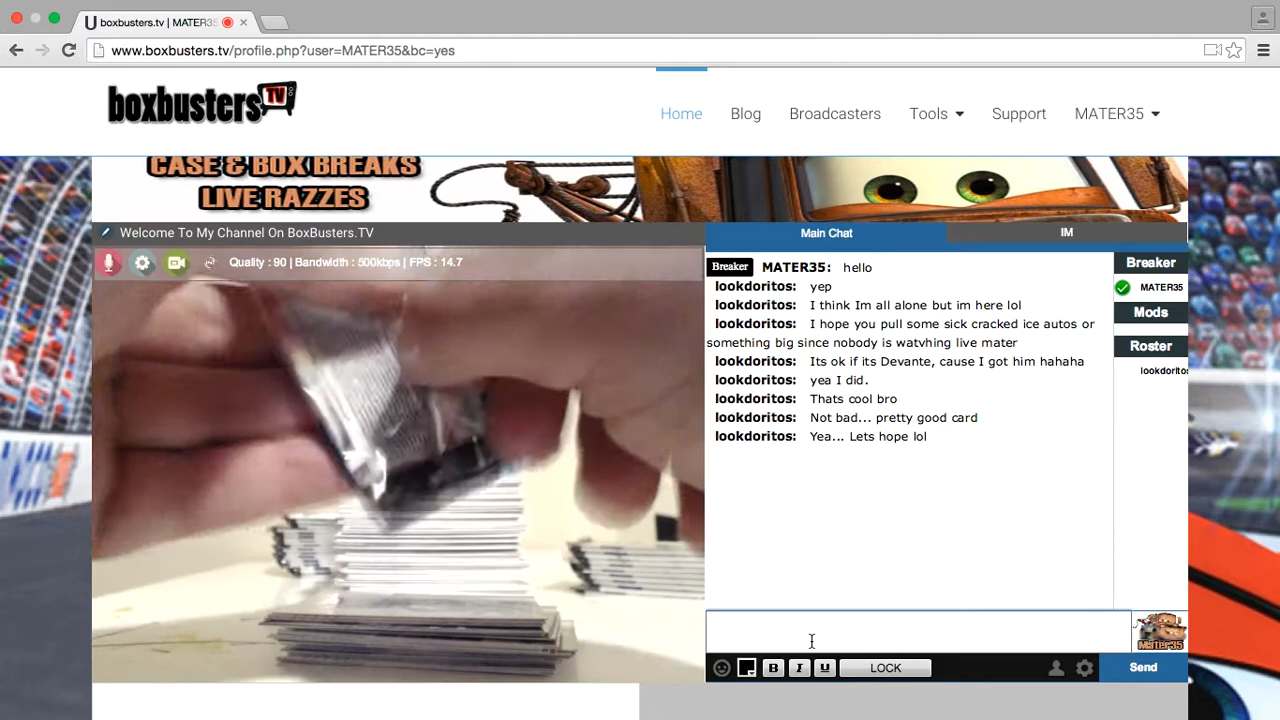 boxbusters.tv | MATER35
www.boxbusters.tv/profile.php?user=MATER35&bc=yes
boxbusters TV
Home Blog Broadcasters Tools Support MATER35
CASE & BOX BREAKS
LIVE RAZZES
Welcome To My Channel On BoxBusters.TV
Main Chat IM
Quality : 90 | Bandwidth : 500kbps | FPS : 14.7
Breaker MATER35: hello
lookdoritos: yep
lookdoritos: I think Im all alone but im here lol
lookdoritos: I hope you pull some sick cracked ice autos or
something big since nobody is watvhing live mater
lookdoritos: Its ok if its Devante, cause I got him hahaha
lookdoritos: yea I did.
lookdoritos: Thats cool bro
lookdoritos: Not bad... pretty good card
lookdoritos: Yea... Lets hope lol
Breaker
MATER35
Mods
Roster
lookdoritos
Mater35
B I U LOCK Send